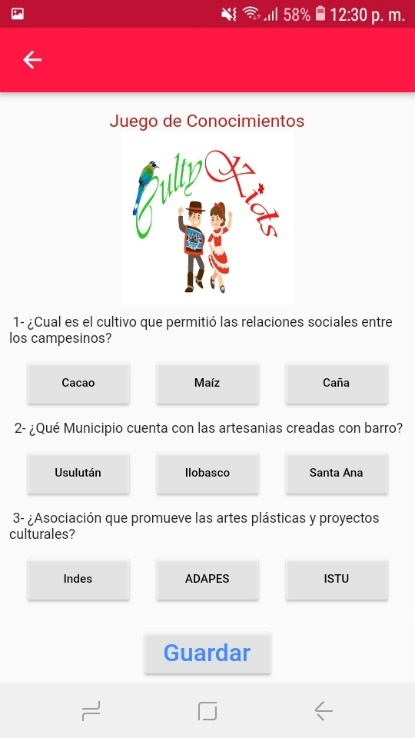 58% 12:30 p. m.
Juego de Conocimientos
Culty Kids
1- ¿Cual es el cultivo que permitió las relaciones sociales entre
los campesinos?
Cacao Maíz Caña
2- ¿Qué Municipio cuenta con las artesanias creadas con barro?
Usulután Ilobasco Santa Ana
3- ¿Asociación que promueve las artes plásticas y proyectos
culturales?
Indes ADAPES ISTU
Guardar